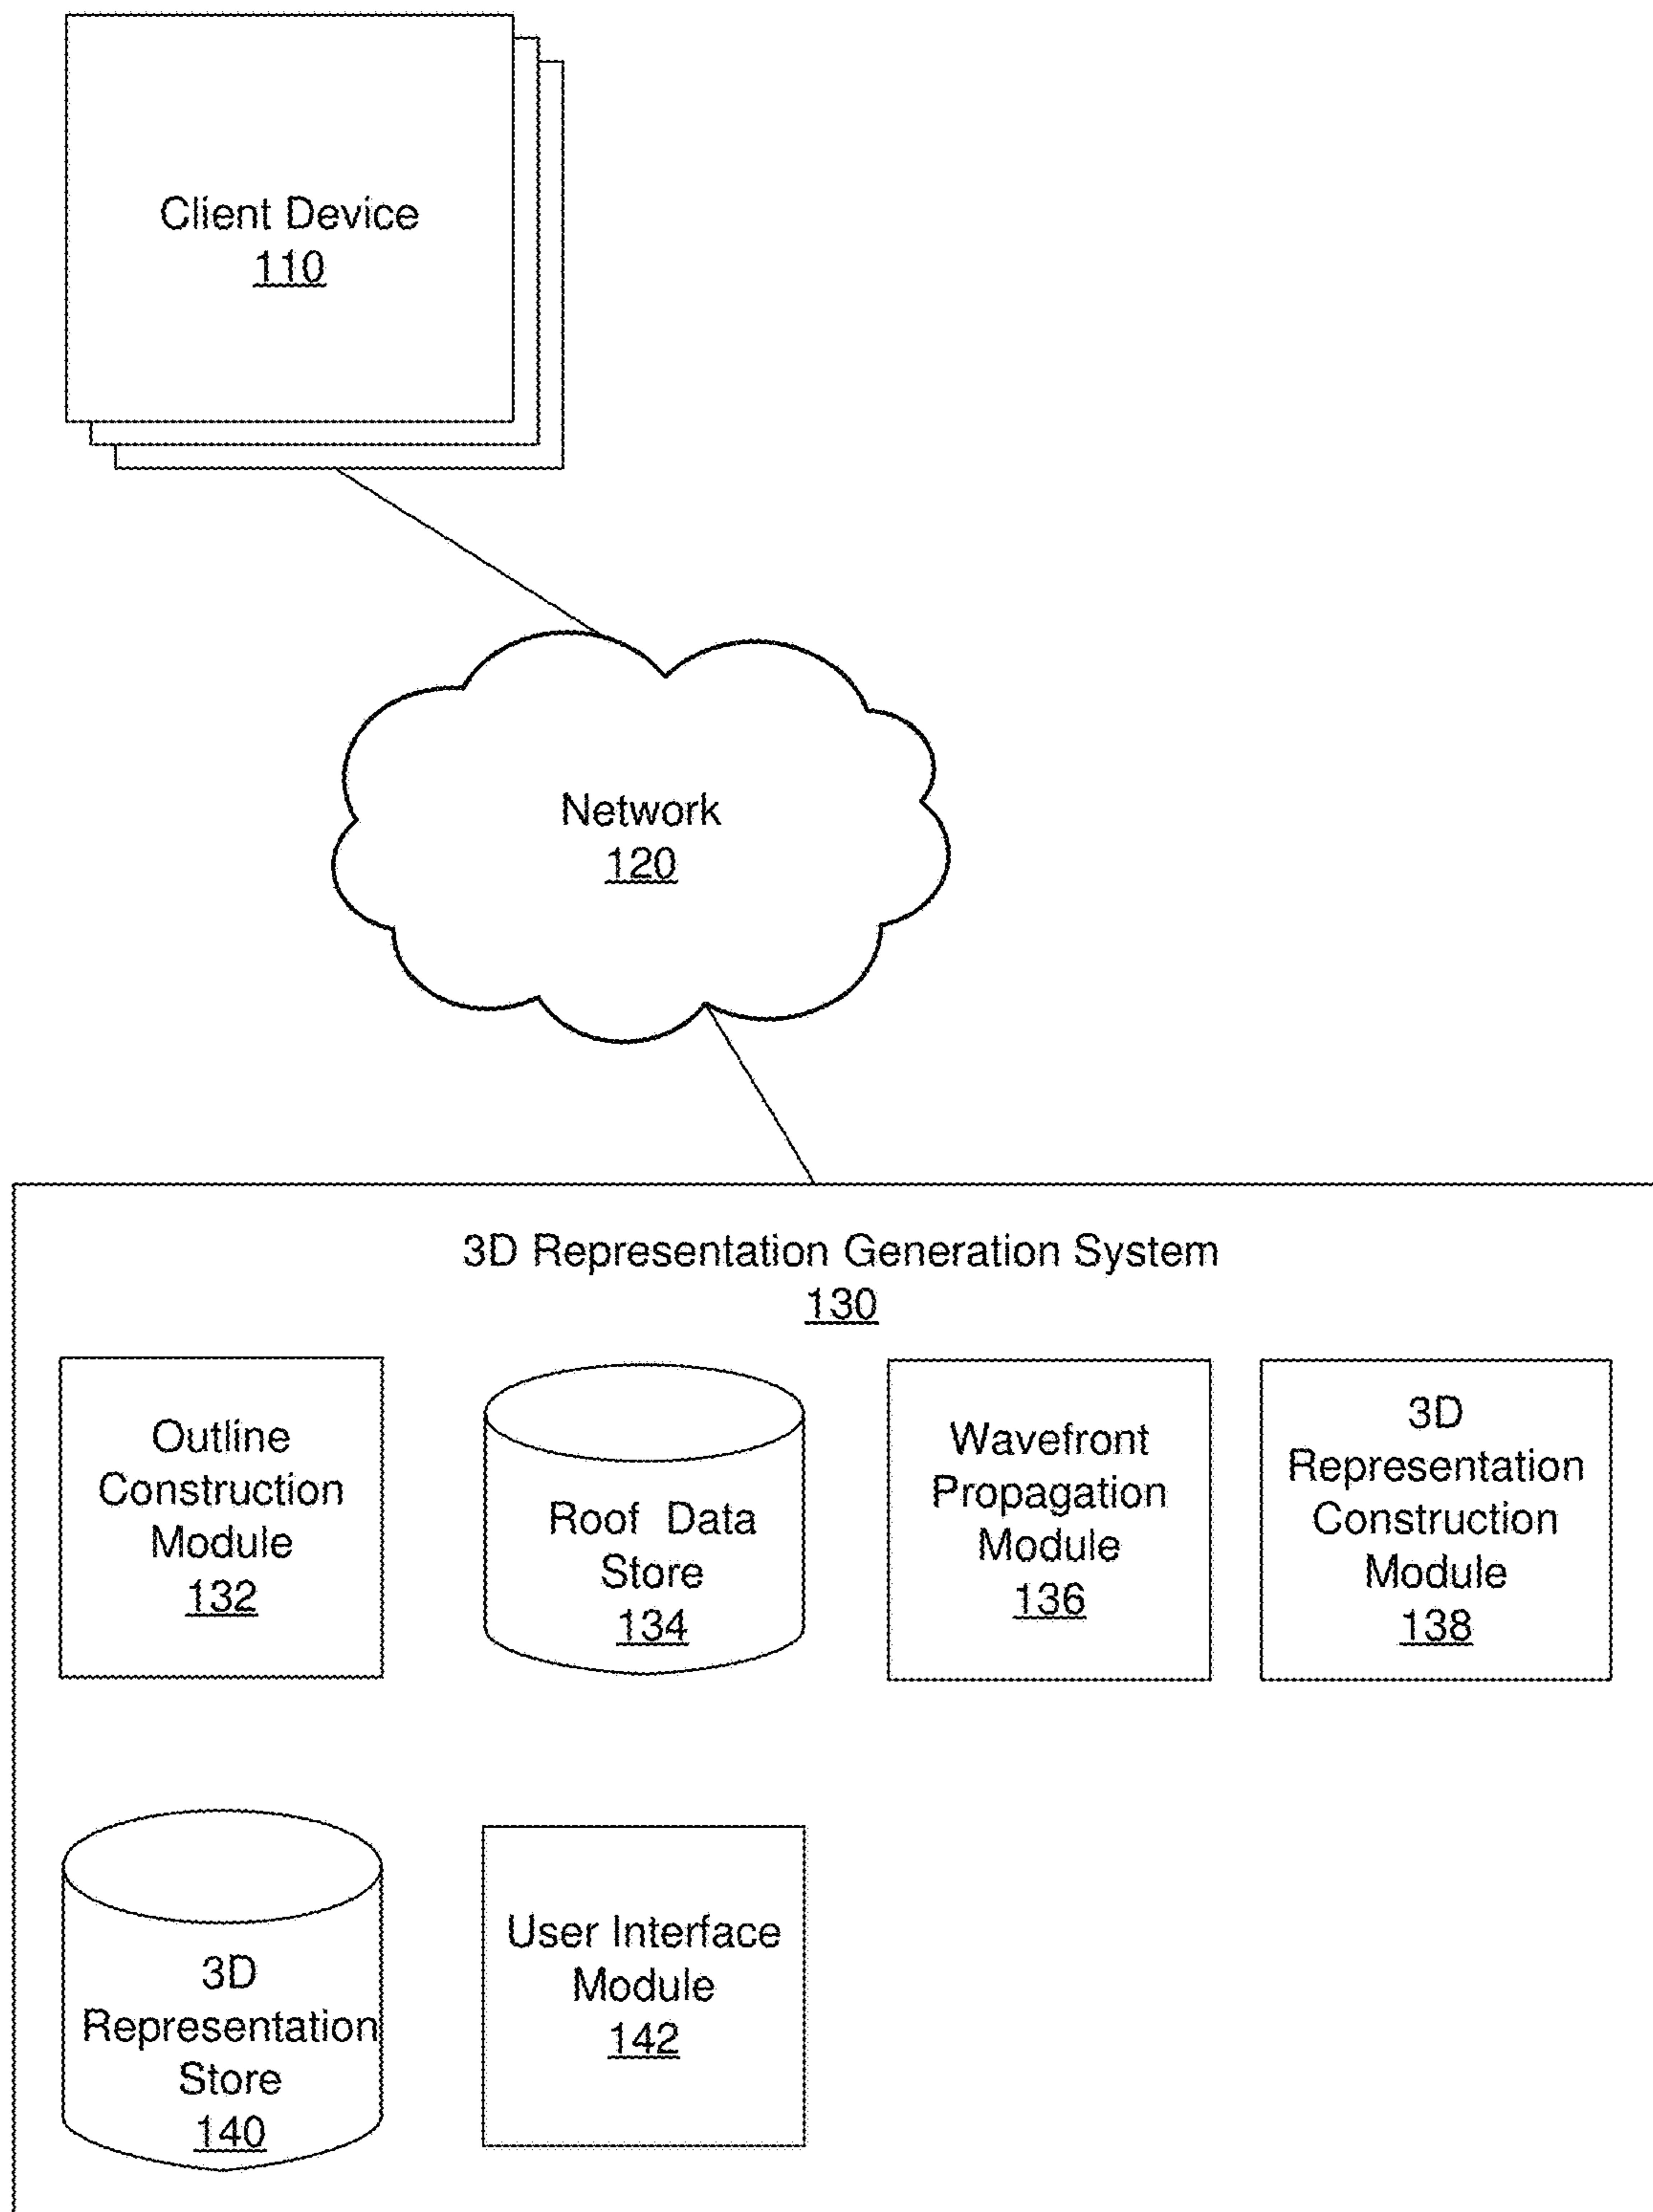 Client Device
110
Network
120
3D Representation Generation System
130
Outline
Construction
Module
132
Roof Data
Store
134
Wavefront
Propagation
Module
136
3D
Representation
Construction
Module
138
3D
Representation
Store
140
User Interface
Module
142